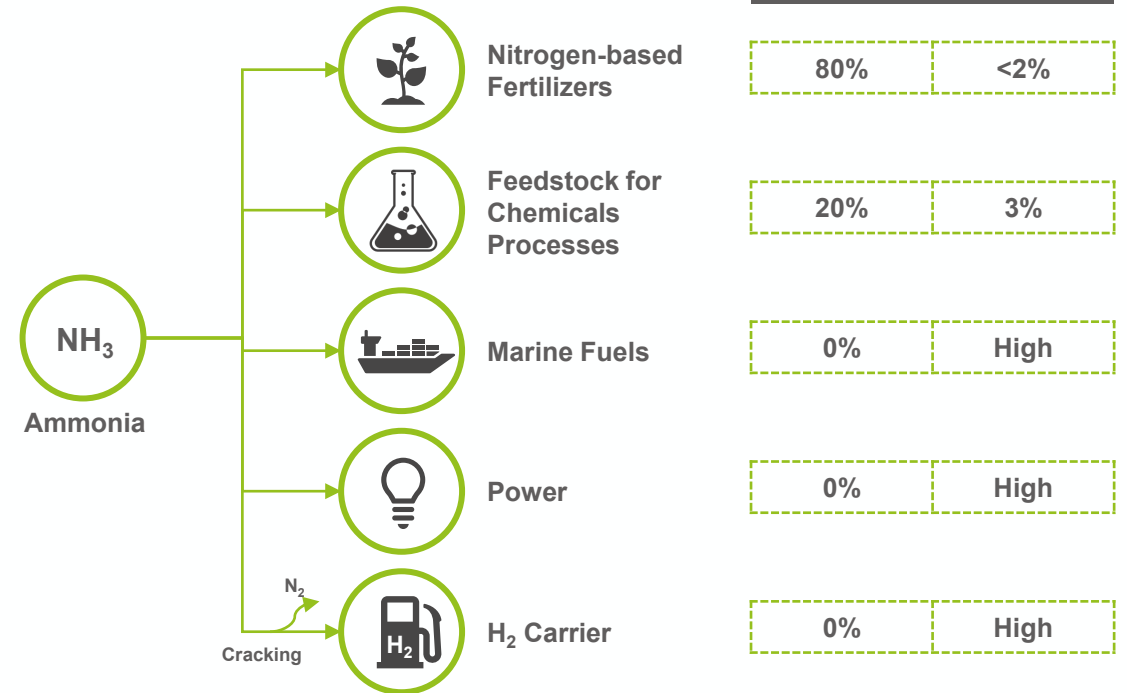 Nitrogen-based
Fertilizers
80% <2%
Feedstock for
Chemicals
Processes
20% 3%
NH₃
Ammonia
Marine Fuels
0% High
Power
0% High
N₂
Cracking
H₂
H₂ Carrier
0% High